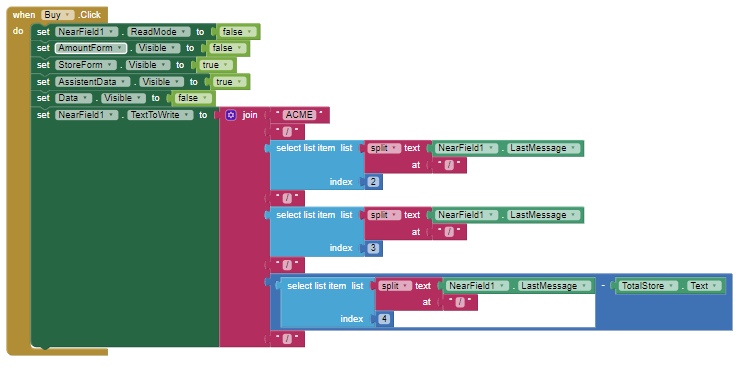 when Buy .Click
do set NearField1 . ReadMode to false
set AmountForm . Visible to false
set StoreForm . Visible to true
set AssistentData . Visible to true
set Data . Visible to false
set NearField1 . TextToWrite to join " ACME "
" / "
select list item list split text NearField1 . LastMessage
at " / "
index 2
" / "
select list item list split text NearField1 . LastMessage
at " / "
index 3
" / "
select list item list split text NearField1 . LastMessage - TotalStore . Text
at " / "
index 4
" / "